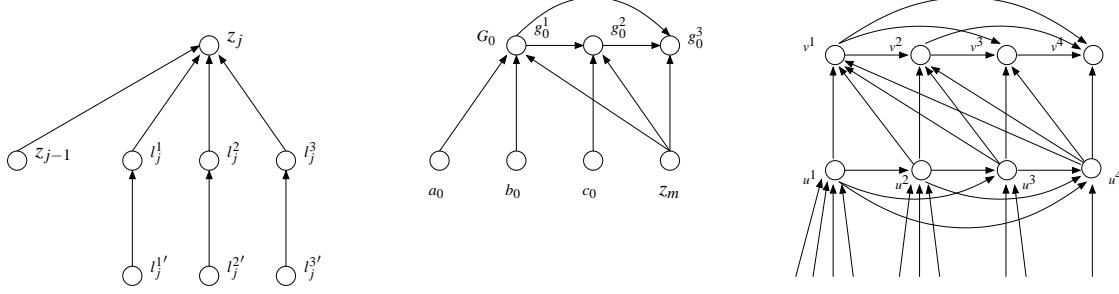 z_j
z_{j−1} l_j^1 l_j^2 l_j^3
l_j^{1'} l_j^{2'} l_j^{3'}
G_0 g_0^1 g_0^2 g_0^3
a_0 b_0 c_0 z_m
v^1 v^2 v^3 v^4
u^1 u^2 u^3 u^4